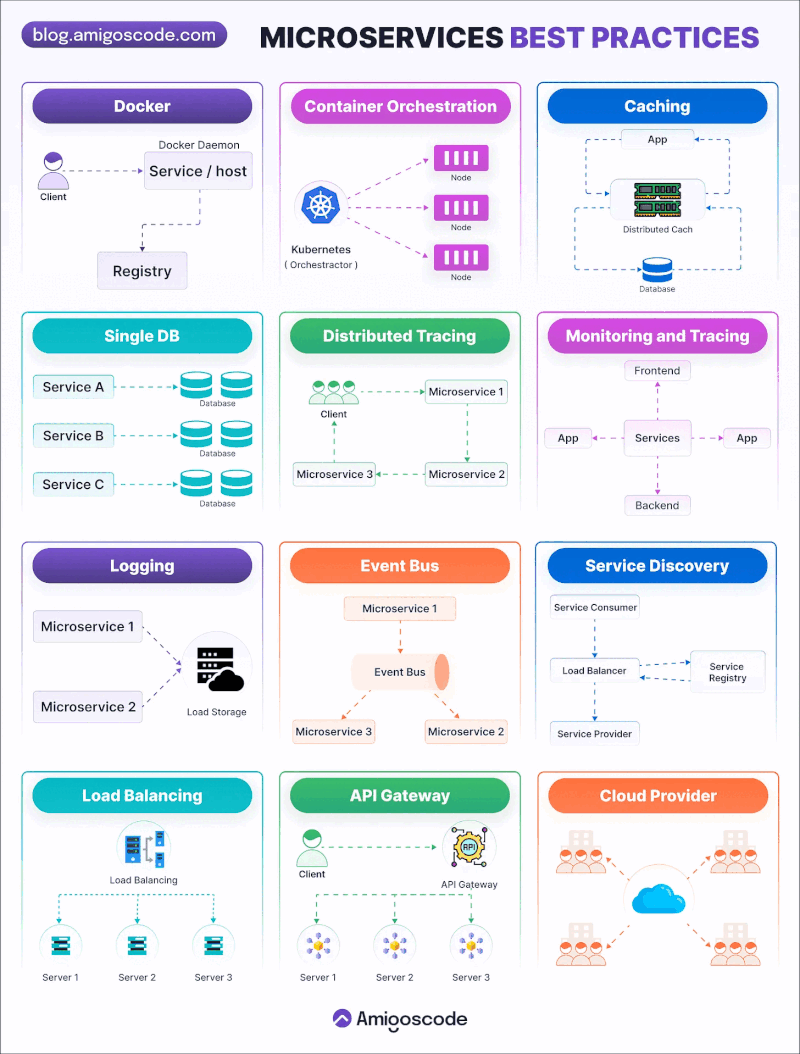 blog.amigoscode.com
MICROSERVICES BEST PRACTICES
Docker
Docker Daemon
Service / host
Client
Registry
Container Orchestration
Node
Node
Node
Kubernetes
( Orchestractor )
Caching
App
Distributed Cach
Database
Single DB
Service A
Database
Service B
Database
Service C
Database
Distributed Tracing
Client
Microservice 1
Microservice 3
Microservice 2
Monitoring and Tracing
Frontend
App
Services
App
Backend
Logging
Microservice 1
Microservice 2
Load Storage
Event Bus
Microservice 1
Event Bus
Microservice 3
Microservice 2
Service Discovery
Service Consumer
Load Balancer
Service
Registry
Service Provider
Load Balancing
Load Balancing
Server 1
Server 2
Server 3
API Gateway
Client
API
API Gateway
Server 1
Server 2
Server 3
Cloud Provider
Amigoscode